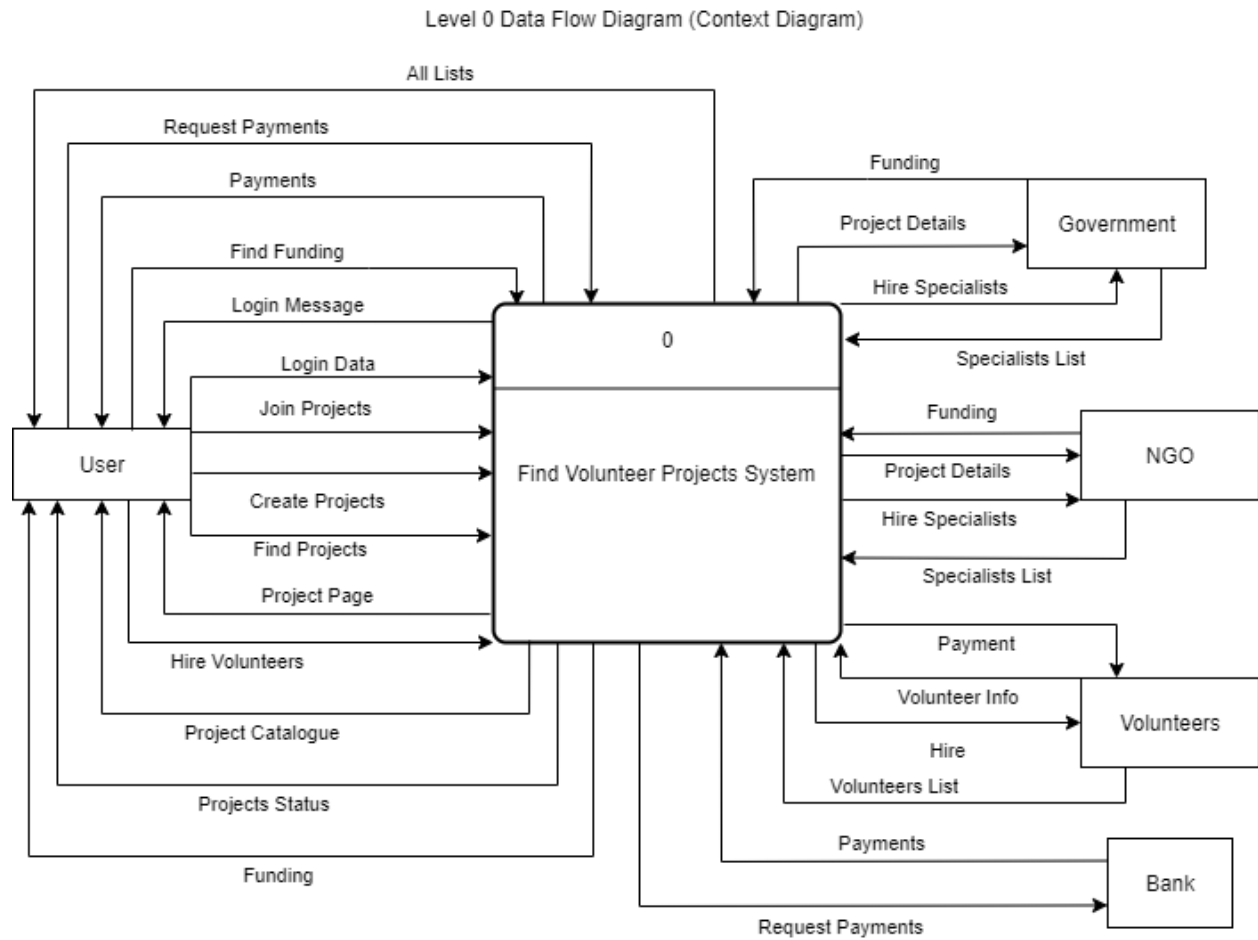 Level 0 Data Flow Diagram (Context Diagram)
All Lists
Request Payments
Payments
Find Funding
Login Message
Login Data
Join Projects
User
Create Projects
Find Projects
Project Page
Hire Volunteers
Project Catalogue
Projects Status
Funding
0
Find Volunteer Projects System
Funding
Project Details
Government
Hire Specialists
Specialists List
Funding
NGO
Project Details
Hire Specialists
Specialists List
Payment
Volunteer Info
Volunteers
Hire
Volunteers List
Payments
Bank
Request Payments